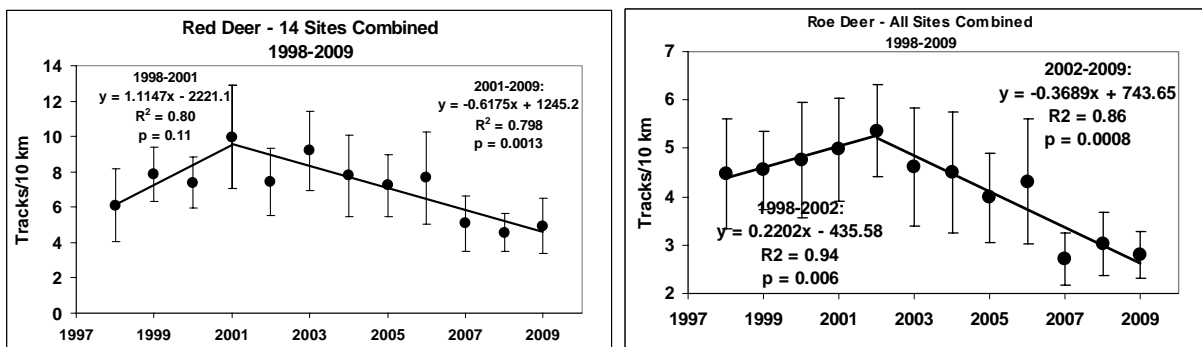 Red Deer - 14 Sites Combined
1998-2009
1998-2001
y = 1.1147x - 2221.1
R² = 0.80
p = 0.11
2001-2009:
y = -0.6175x + 1245.2
R² = 0.798
p = 0.0013
Tracks/10 km
14
12
10
8
6
4
2
0
1997 1999 2001 2003 2005 2007 2009
Roe Deer - All Sites Combined
1998-2009
2002-2009:
y = -0.3689x + 743.65
R2 = 0.86
p = 0.0008
1998-2002:
y = 0.2202x - 435.58
R2 = 0.94
p = 0.006
Tracks/10 km
7
6
5
4
3
2
1997 1999 2001 2003 2005 2007 2009